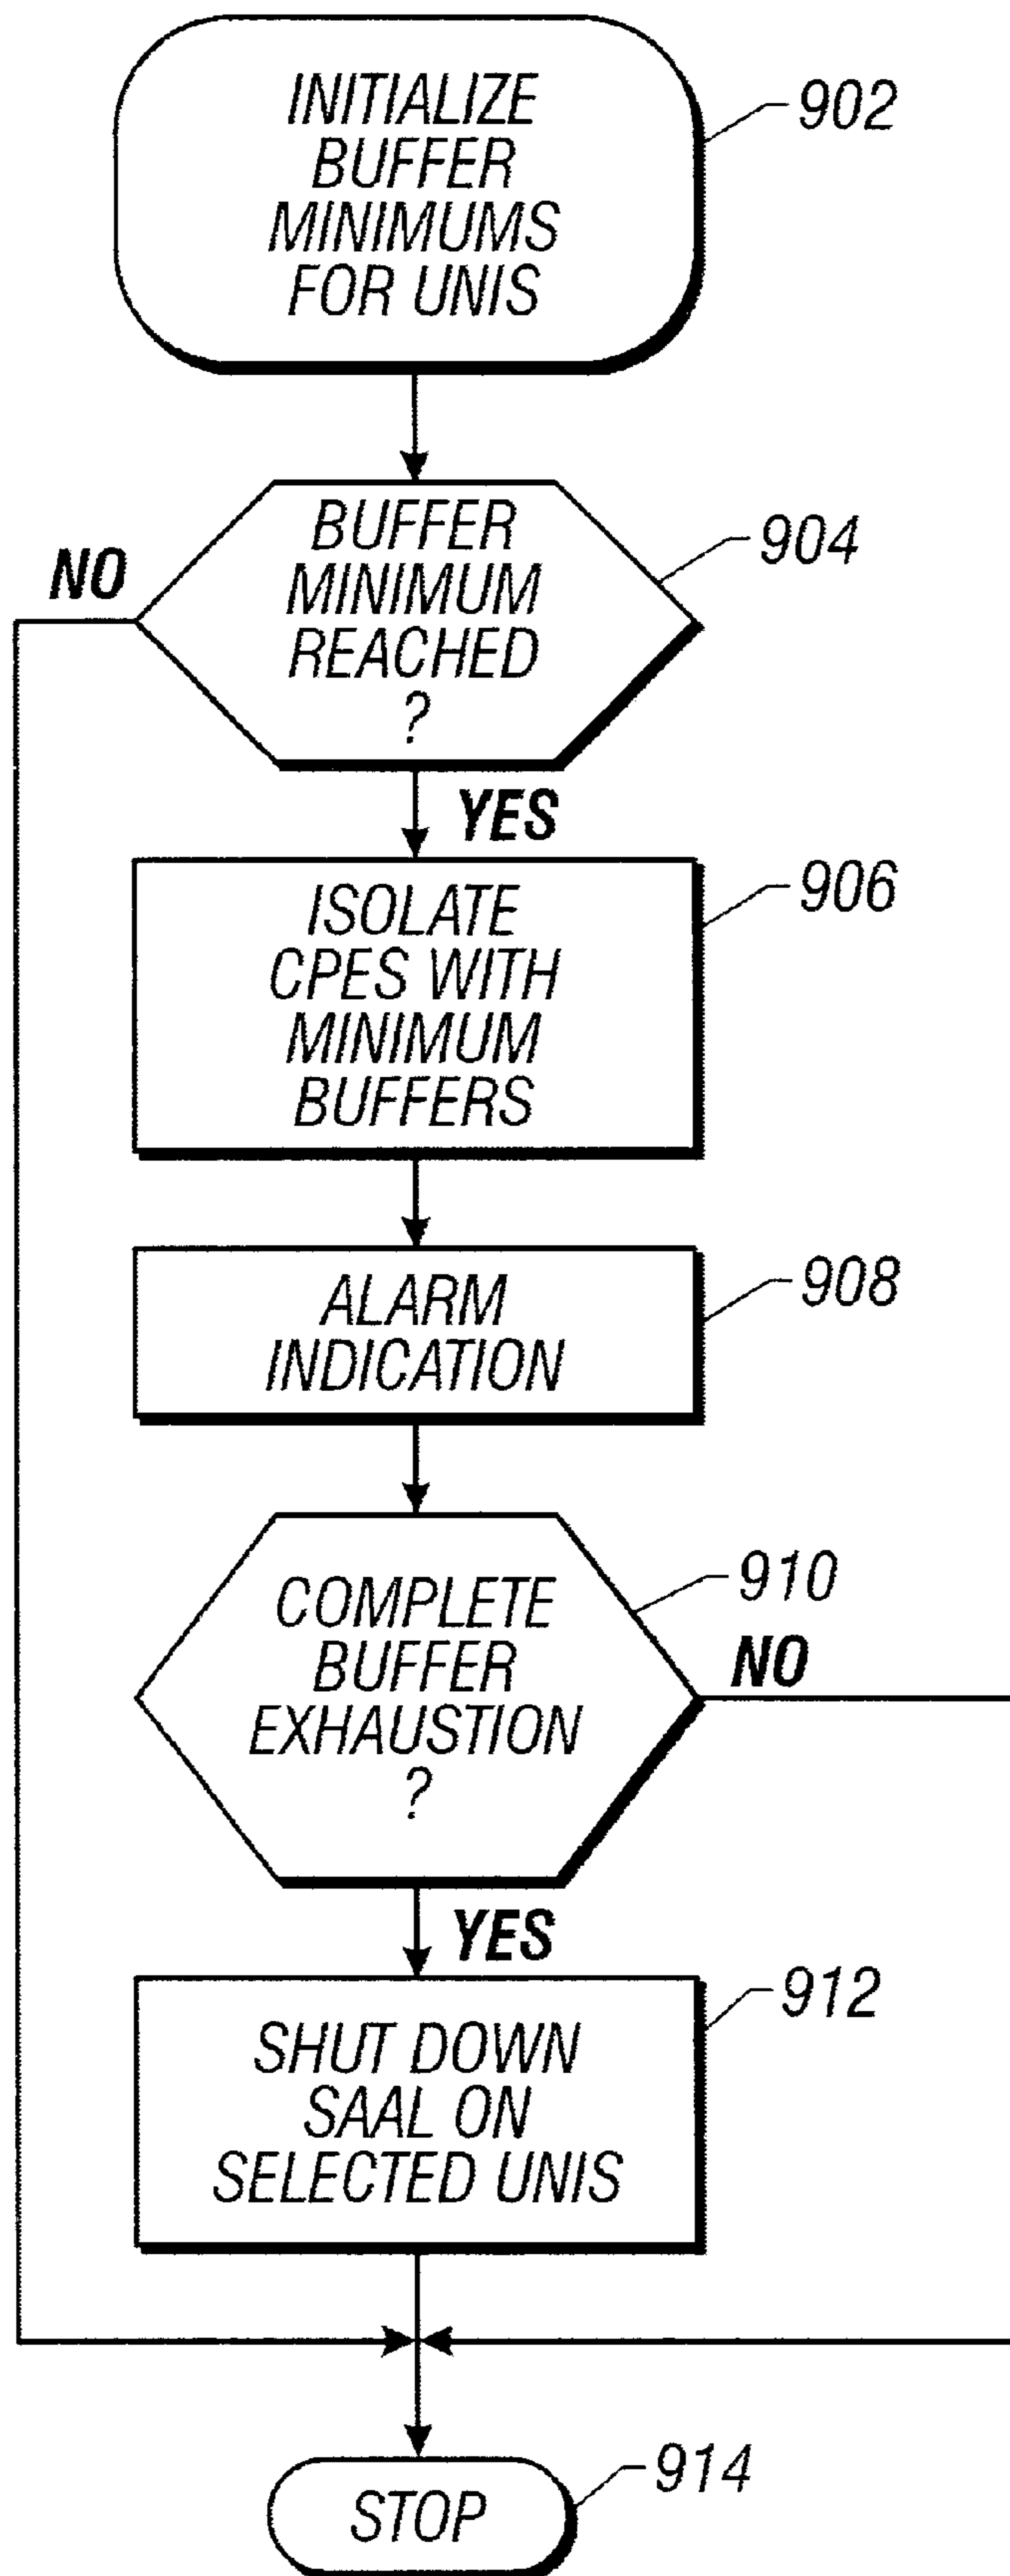 INITIALIZE
BUFFER
MINIMUMS
FOR UNIS
902
BUFFER
MINIMUM
REACHED
?
904
NO
YES
ISOLATE
CPES WITH
MINIMUM
BUFFERS
906
ALARM
INDICATION
908
COMPLETE
BUFFER
EXHAUSTION
?
910
NO
YES
SHUT DOWN
SAAL ON
SELECTED UNIS
912
STOP
914